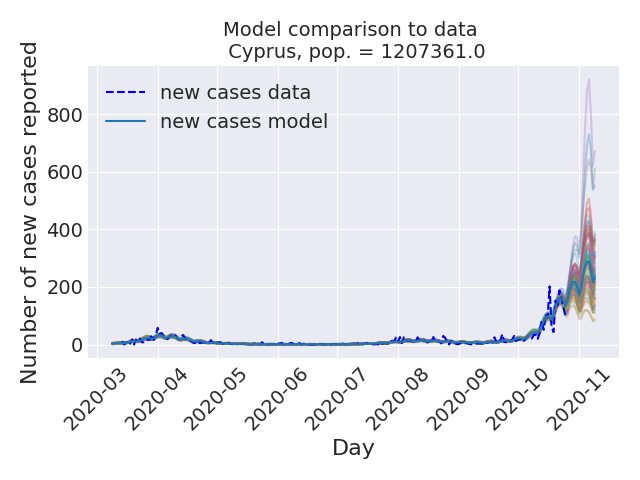 Model comparison to data
Cyprus, pop. = 1207361.0
Number of new cases reported
800
600
400
200
0
new cases data
new cases model
2020-03
2020-04
2020-05
2020-06
2020-07
2020-08
2020-09
2020-10
2020-11
Day